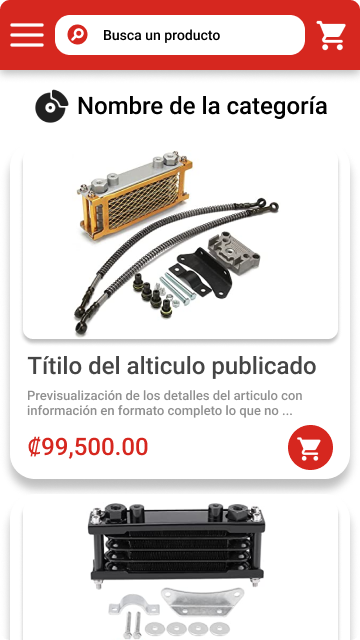 Busca un producto
Nombre de la categoría
Títilo del alticulo publicado
Previsualización de los detalles del articulo con
información en formato completo lo que no ...
₡99,500.00